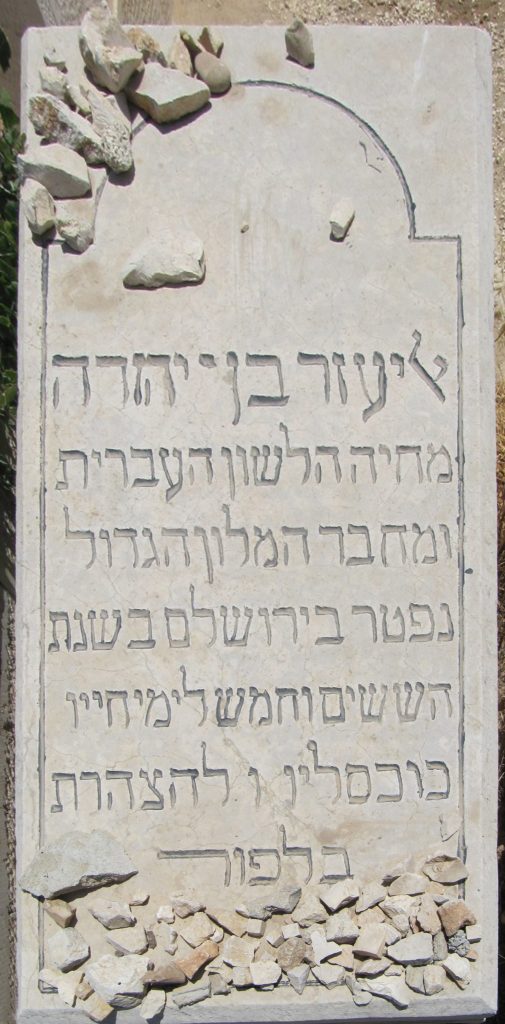 ﭏיעזר בן־יהודה
מחיה הלשון העברית
ומחבר המלון הגדול
נפטר בירושלם בשנת
הששים וחמש לימי חייו
כו כסליו ו להצהרת
בלפור